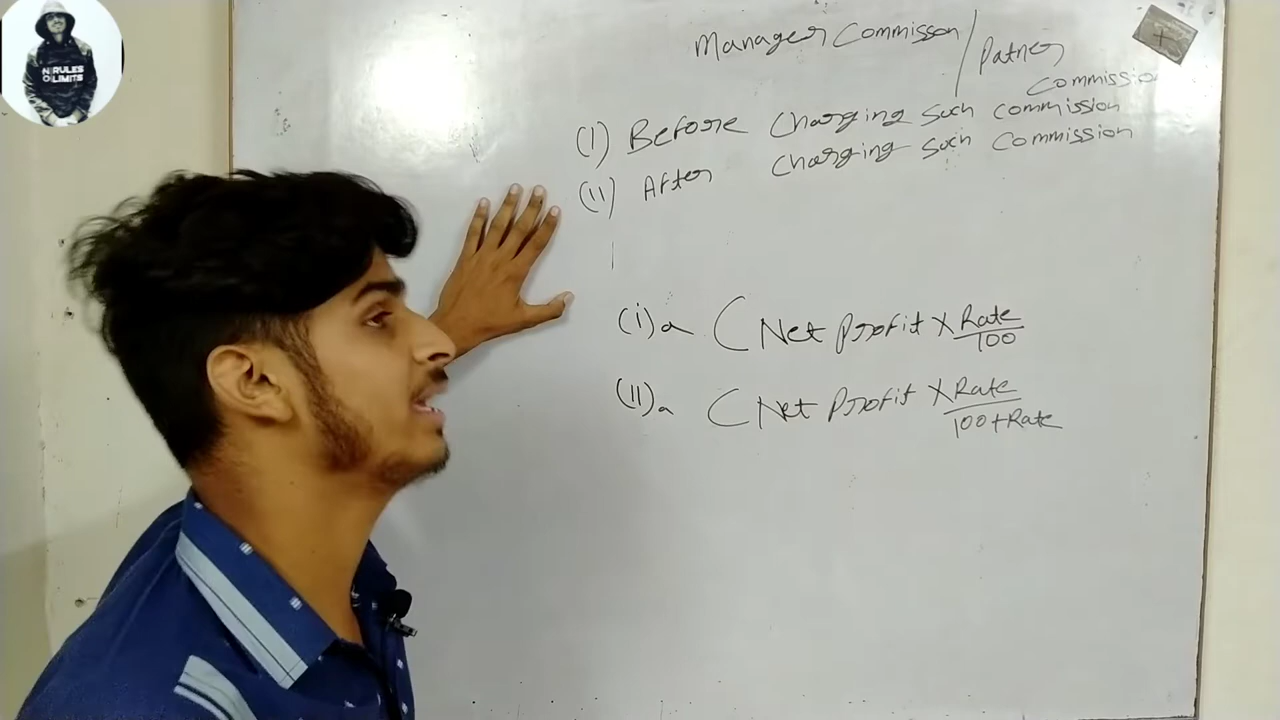 NO RULES
NO LIMITS
Manager Commisson / Patner
Commission
(I) Before charging such commission
(II) After charging such commission
(i) a ( Net Profit X Rate/100
(II) a ( Net Profit X Rate/100+Rate